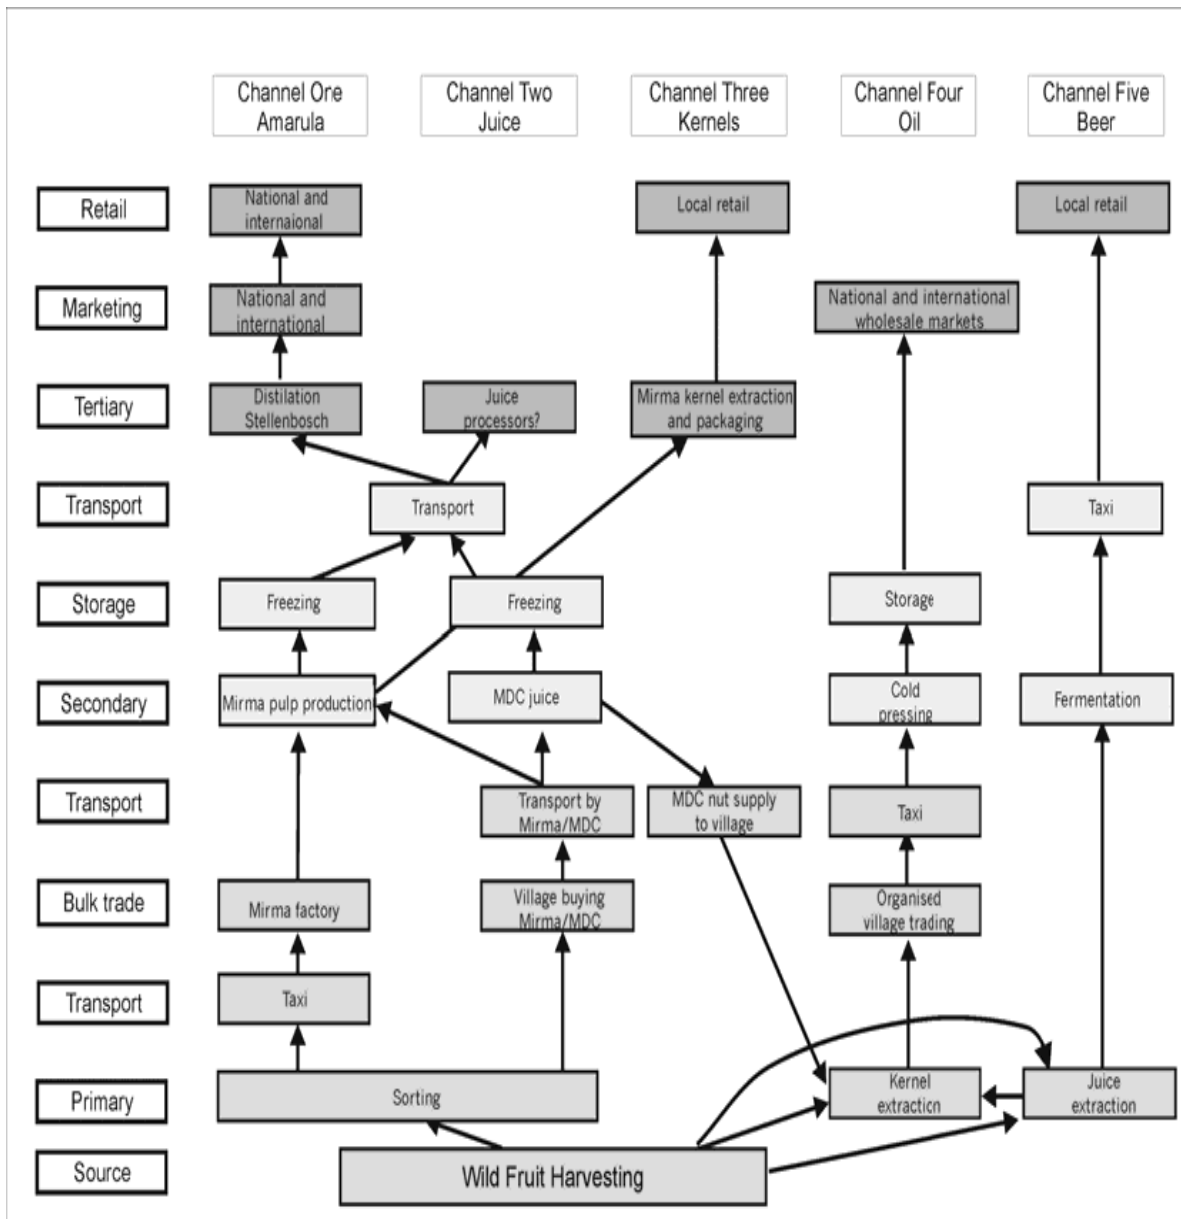 Channel One
Amarula
Channel Two
Juice
Channel Three
Kernels
Channel Four
Oil
Channel Five
Beer
Retail
National and
internaional
Local retail
Local retail
Marketing
National and
international
National and international
wholesale markets
Tertiary
Distilation
Stellenbosch
Juice
processors?
Mirma kernel extraction
and packaging
Transport
Transport
Taxi
Storage
Freezing
Freezing
Storage
Secondary
Mirma pulp production
MDC juice
Cold
pressing
Fermentation
Transport
Transport by
Mirma/MDC
MDC nut supply
to village
Taxi
Bulk trade
Mirma factory
Village buying
Mirma/MDC
Organised
village trading
Transport
Taxi
Primary
Sorting
Kernel
extraction
Juice
extraction
Source
Wild Fruit Harvesting